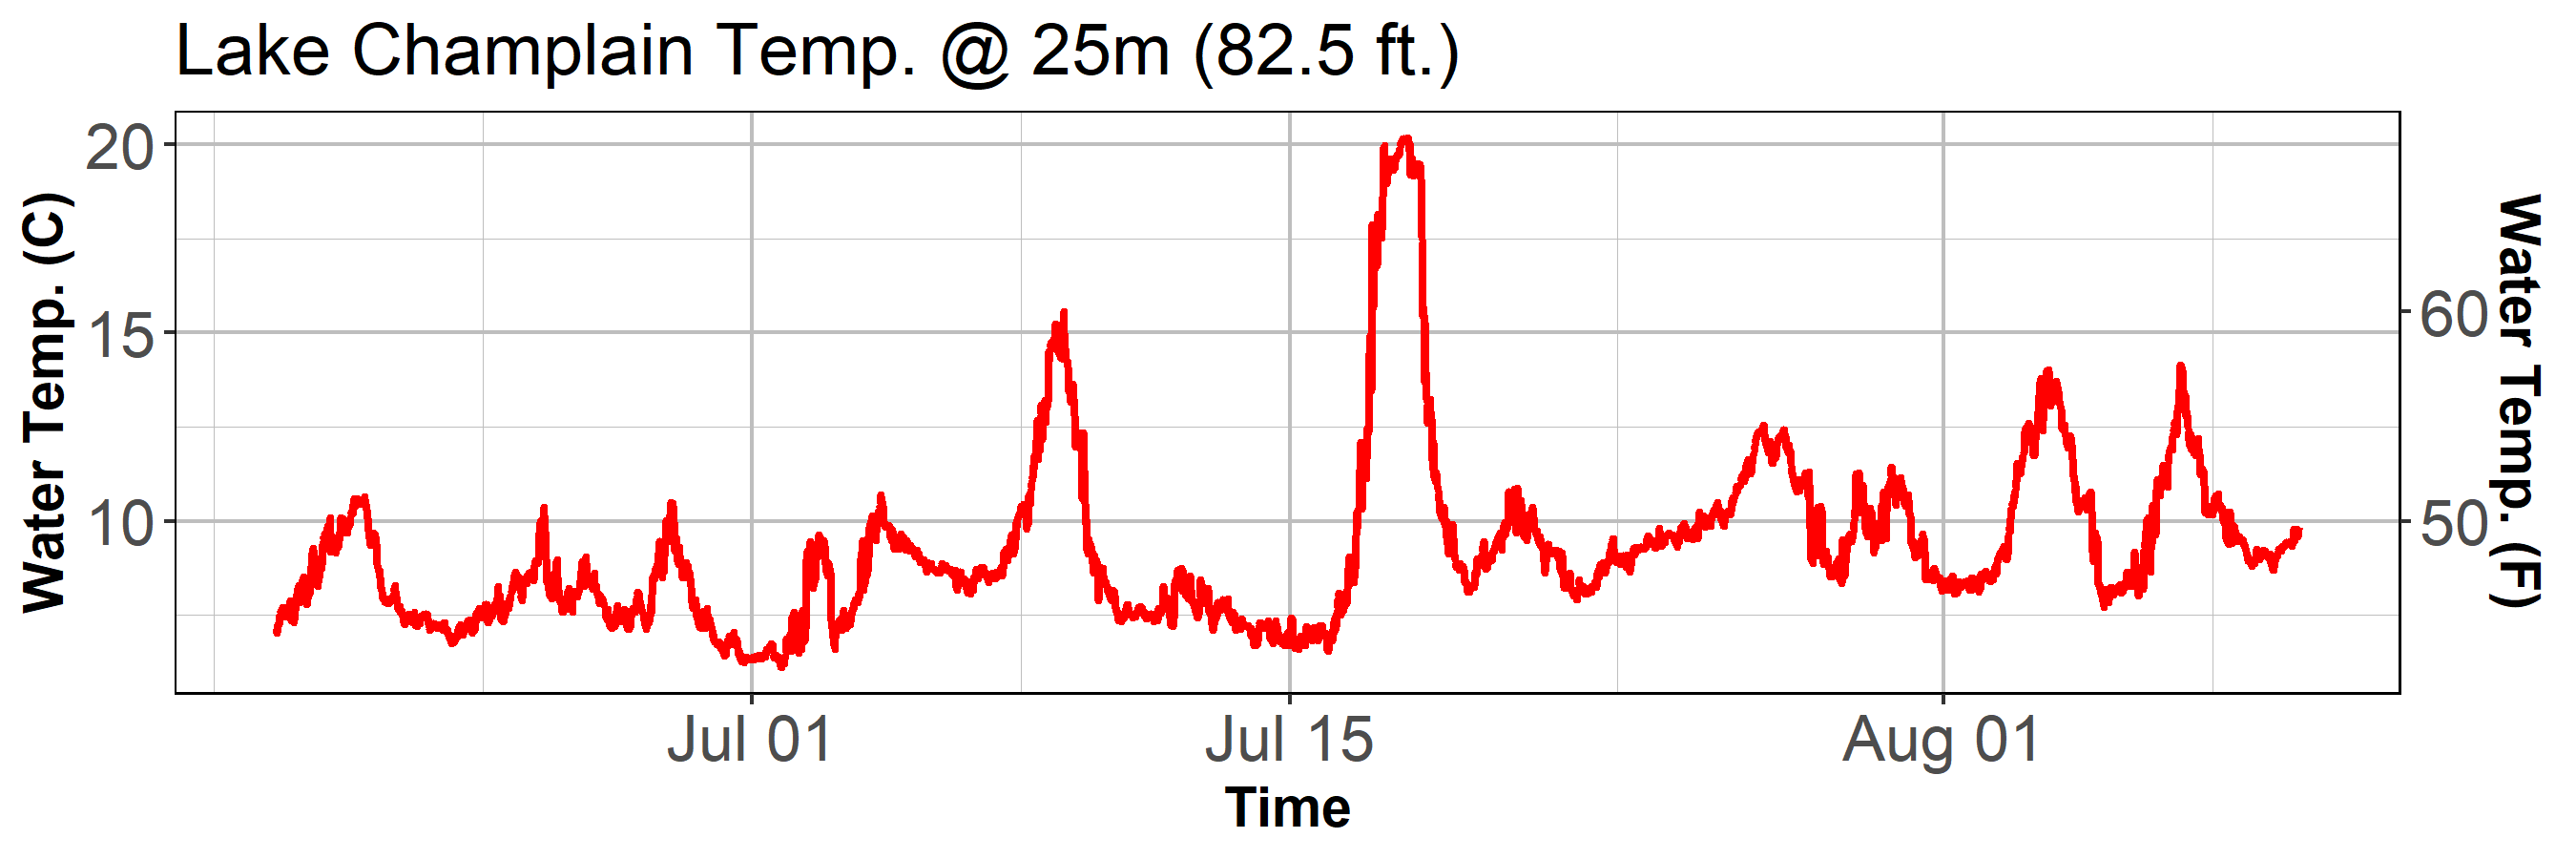 Lake Champlain Temp. @ 25m (82.5 ft.)
Water Temp. (C)
20
15
10
60
50
Water Temp. (F)
Jul 01
Jul 15
Aug 01
Time